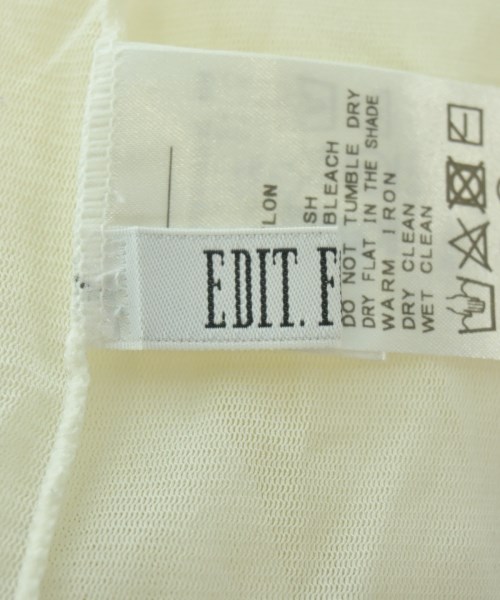 EDIT. F
LON
SH
BLEACH
DO NOT TUMBLE DRY
DRY FLAT IN THE SHADE
WARM IRON
DRY CLEAN
WET CLEAN